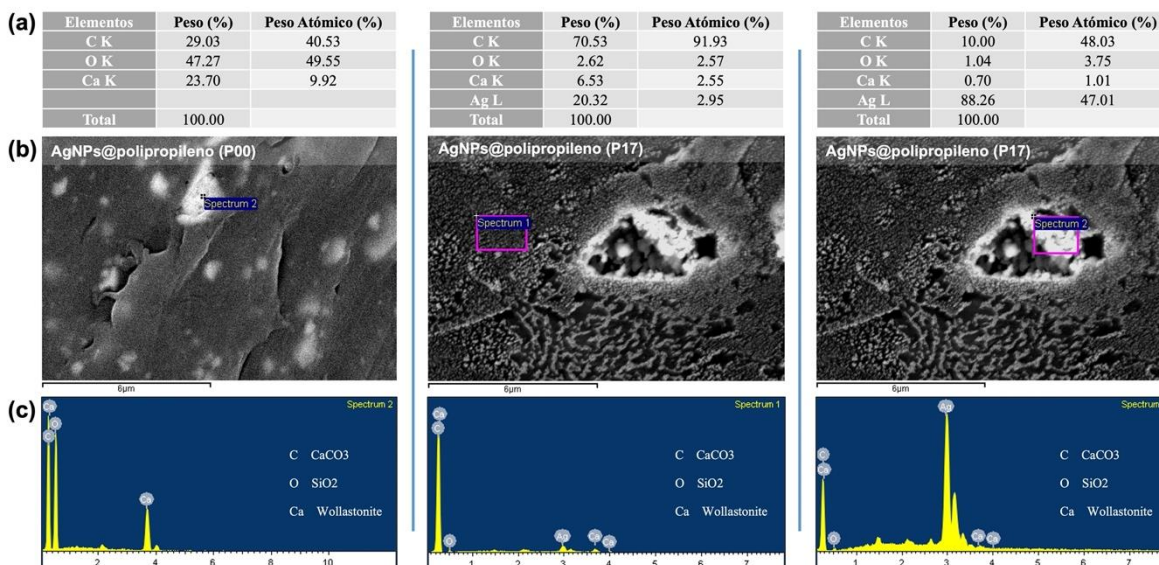 (a)
Elementos Peso (%) Peso Atómico (%)
C K 29.03 40.53
O K 47.27 49.55
Ca K 23.70 9.92
Total 100.00
Elementos Peso (%) Peso Atómico (%)
C K 70.53 91.93
O K 2.62 2.57
Ca K 6.53 2.55
Ag L 20.32 2.95
Total 100.00
Elementos Peso (%) Peso Atómico (%)
C K 10.00 48.03
O K 1.04 3.75
Ca K 0.70 1.01
Ag L 88.26 47.01
Total 100.00
(b)
AgNPs@polipropileno (P00)
Spectrum 2
6µm
AgNPs@polipropileno (P17)
Spectrum 1
6µm
AgNPs@polipropileno (P17)
Spectrum 2
6µm
(c)
Spectrum 2
Ca
C
O
Ca
C CaCO3
O SiO2
Ca Wollastonite
2 4 6 8 10
Spectrum 1
Ca
C
O
Ag
Ca
Ca
C CaCO3
O SiO2
Ca Wollastonite
1 2 3 4 5 6 7
Spectrum
C
Ca
O
Ag
Ca
Ca
C CaCO3
O SiO2
Ca Wollastonite
1 2 3 4 5 6 7